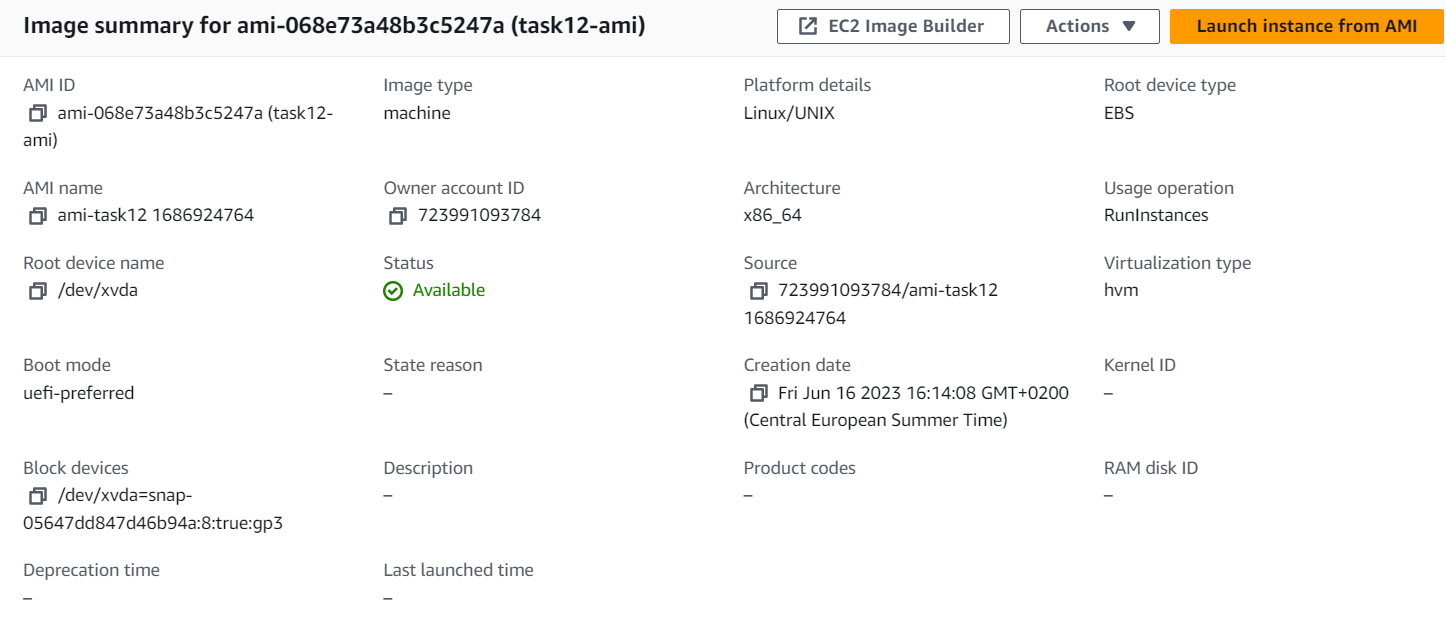 Image summary for ami-068e73a48b3c5247a (task12-ami)
EC2 Image Builder
Actions
Launch instance from AMI
AMI ID
ami-068e73a48b3c5247a (task12-
ami)
Image type
machine
Platform details
Linux/UNIX
Root device type
EBS
AMI name
ami-task12 1686924764
Owner account ID
723991093784
Architecture
x86_64
Usage operation
RunInstances
Root device name
/dev/xvda
Status
Available
Source
723991093784/ami-task12
1686924764
Virtualization type
hvm
Boot mode
uefi-preferred
State reason
–
Creation date
Fri Jun 16 2023 16:14:08 GMT+0200
(Central European Summer Time)
Kernel ID
–
Block devices
/dev/xvda=snap-
05647dd847d46b94a:8:true:gp3
Description
–
Product codes
–
RAM disk ID
–
Deprecation time
–
Last launched time
–